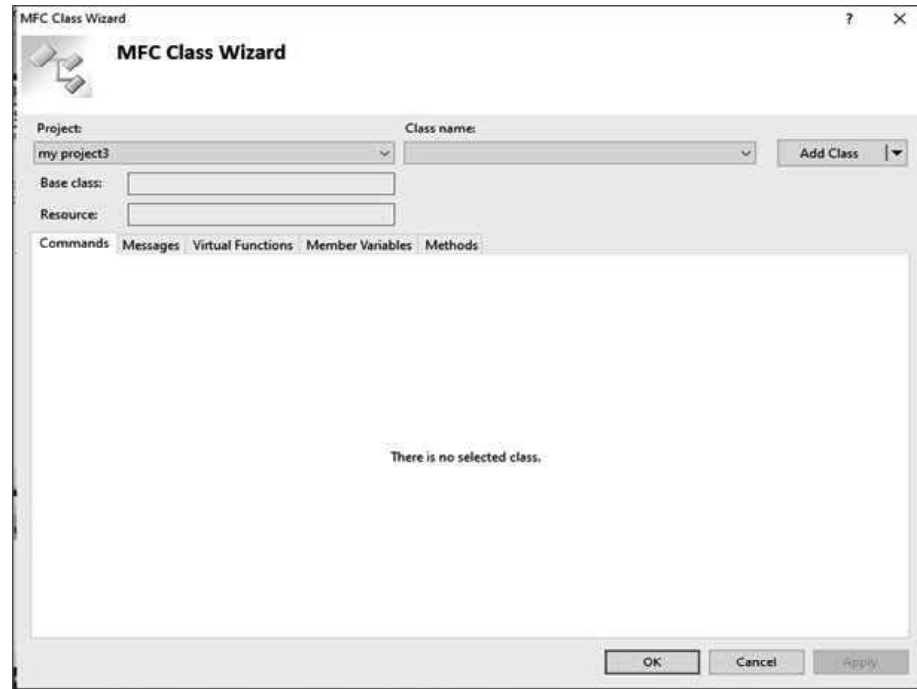 MFC Class Wizard
MFC Class Wizard
Project: Class name:
my project3 Add Class
Base class:
Resource:
Commands Messages Virtual Functions Member Variables Methods
There is no selected class.
OK Cancel Apply